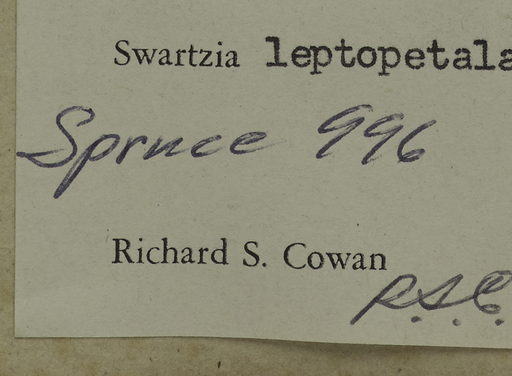 Swartzia leptopetala
Spruce 996
Richard S. Cowan
R.S.C.